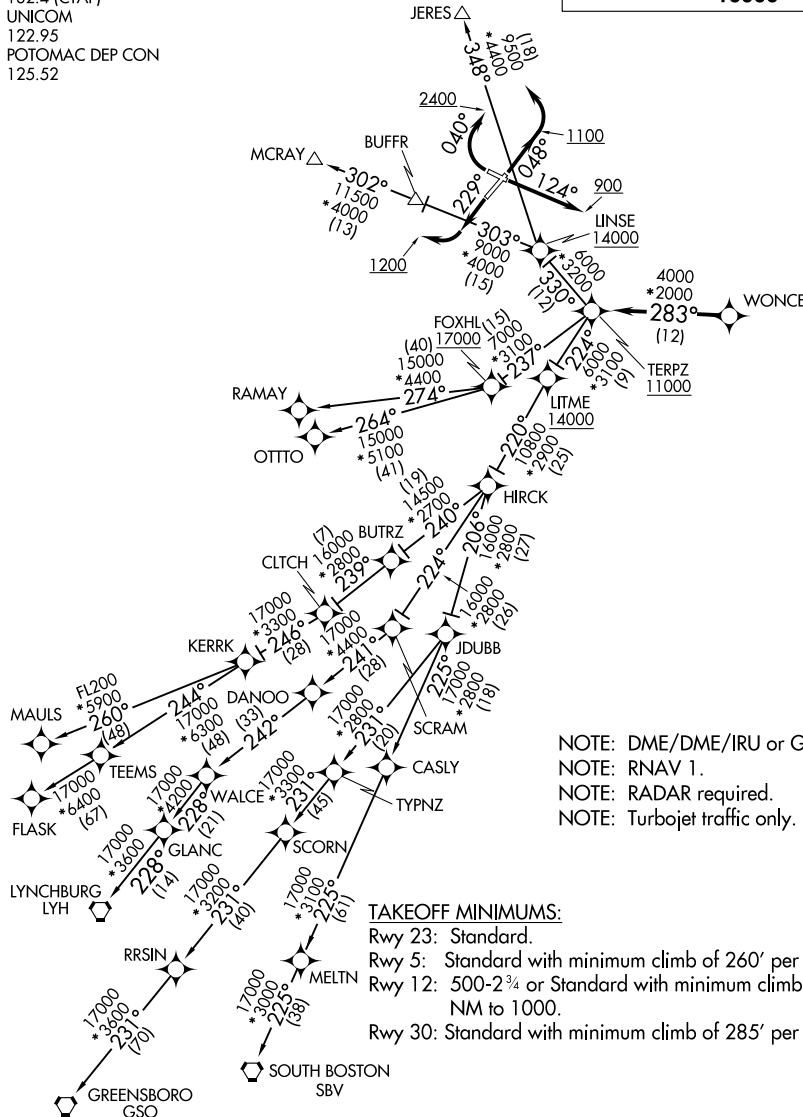 132.4 (CTAF)
UNICOM
122.95
POTOMAC DEP CON
125.52
JERES
(18)
9500
*4400
348°
2400
040°
1100
048°
MCRAY
BUFFR
302°
11500
*4000
(13)
229°
124°
900
LINSE
14000
1200
303°
9000
*4000
(15)
6000
*3200
330°
(12)
4000
*2000
283°
(12)
WONCE
FOXHL
17000
(15)
7000
*3100
237°
224°
6000
*3100
(9)
TERPZ
11000
(40)
15000
*4400
274°
RAMAY
264°
15000
*5100
(41)
OTTTO
LITME
14000
220°
10800
*2900
(25)
HIRCK
(19)
14500
*2700
240°
BUTRZ
206°
16000
*2800
(27)
224°
16000
*2800
(26)
CLTCH
(7)
16000
*2800
239°
17000
*3300
246°
(28)
KERRK
17000
*4400
241°
(28)
JDUBB
SCRAM
225°
17000
*2800
(18)
DANOO
FL200
*5900
260°
(48)
MAULS
244°
17000
*6300
(48)
TEEMS
(33)
242°
17000
*2800
231°
(20)
CASLY
17000
*6400
(67)
FLASK
WALCE
17000
*4200
228°
(21)
17000
*3300
231°
(45)
TYPNZ
GLANC
SCORN
17000
*3600
228°
(14)
LYNCHBURG
LYH
17000
*3200
231°
(40)
17000
*3100
225°
(61)
RRSIN
MELTN
17000
*3600
231°
(70)
17000
*3000
225°
(38)
GREENSBORO
GSO
SOUTH BOSTON
SBV
NOTE: DME/DME/IRU or G
NOTE: RNAV 1.
NOTE: RADAR required.
NOTE: Turbojet traffic only.
TAKEOFF MINIMUMS:
Rwy 23: Standard.
Rwy 5: Standard with minimum climb of 260' per
Rwy 12: 500-2¾ or Standard with minimum climb
NM to 1000.
Rwy 30: Standard with minimum climb of 285' per